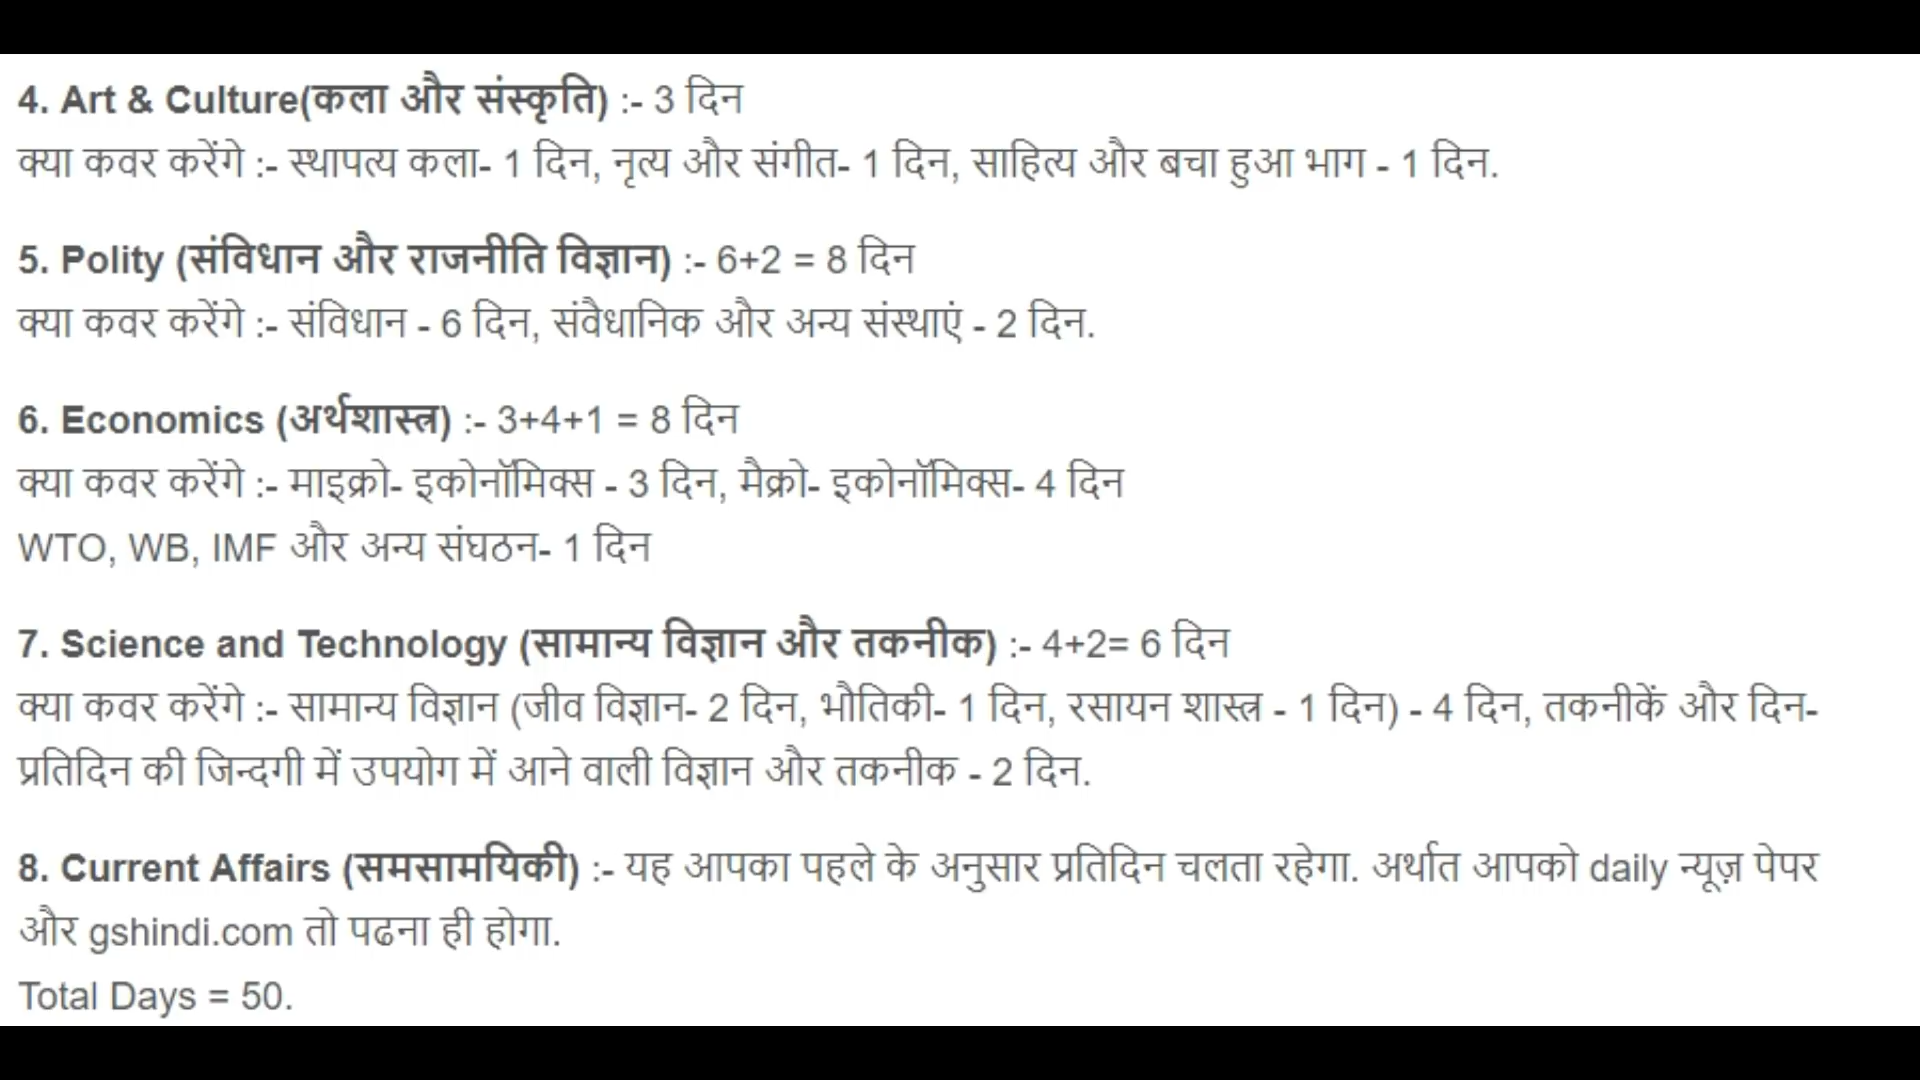 4. Art & Culture(कला और संस्कृति) :- 3 दिन
क्या कवर करेंगे :- स्थापत्य कला- 1 दिन, नृत्य और संगीत- 1 दिन, साहित्य और बचा हुआ भाग - 1 दिन.
5. Polity (संविधान और राजनीति विज्ञान) :- 6+2 = 8 दिन
क्या कवर करेंगे :- संविधान - 6 दिन, संवैधानिक और अन्य संस्थाएं - 2 दिन.
6. Economics (अर्थशास्त्र) :- 3+4+1 = 8 दिन
क्या कवर करेंगे :- माइक्रो- इकोनॉमिक्स - 3 दिन, मैक्रो- इकोनॉमिक्स- 4 दिन
WTO, WB, IMF और अन्य संघठन- 1 दिन
7. Science and Technology (सामान्य विज्ञान और तकनीक) :- 4+2= 6 दिन
क्या कवर करेंगे :- सामान्य विज्ञान (जीव विज्ञान- 2 दिन, भौतिकी- 1 दिन, रसायन शास्त्र - 1 दिन) - 4 दिन, तकनीकें और दिन-
प्रतिदिन की जिन्दगी में उपयोग में आने वाली विज्ञान और तकनीक - 2 दिन.
8. Current Affairs (समसामयिकी) :- यह आपका पहले के अनुसार प्रतिदिन चलता रहेगा. अर्थात आपको daily न्यूज़ पेपर
और gshindi.com तो पढना ही होगा.
Total Days = 50.